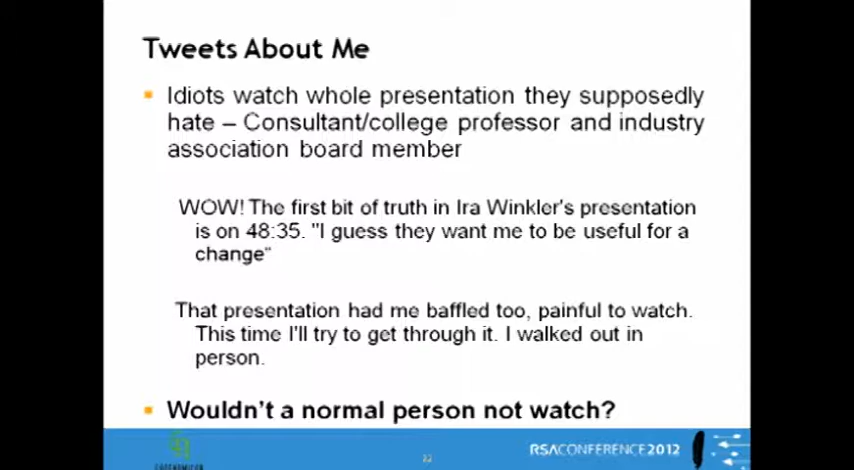 Tweets About Me
Idiots watch whole presentation they supposedly
hate – Consultant/college professor and industry
association board member
WOW! The first bit of truth in Ira Winkler's presentation
is on 48:35. "I guess they want me to be useful for a
change"
That presentation had me baffled too, painful to watch.
This time I'll try to get through it. I walked out in
person.
Wouldn't a normal person not watch?
22
RSACONFERENCE2012